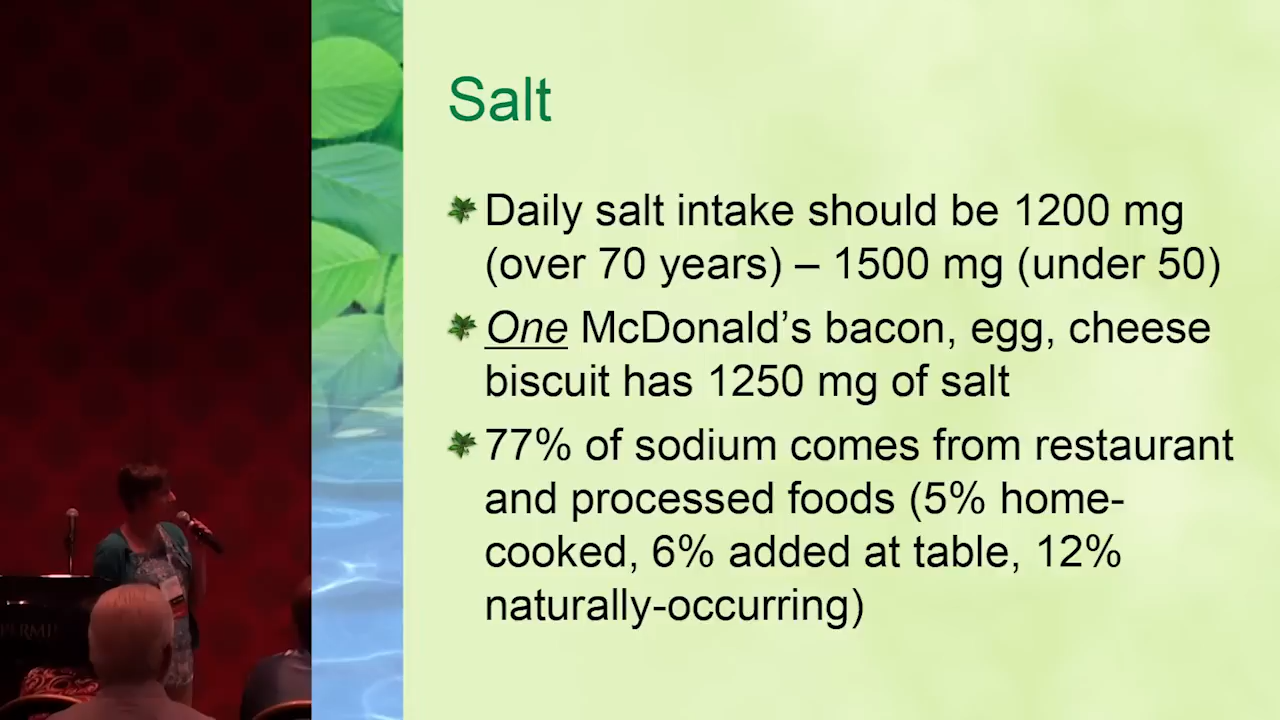 Salt
Daily salt intake should be 1200 mg
(over 70 years) – 1500 mg (under 50)
One McDonald’s bacon, egg, cheese
biscuit has 1250 mg of salt
77% of sodium comes from restaurant
and processed foods (5% home-
cooked, 6% added at table, 12%
naturally-occurring)